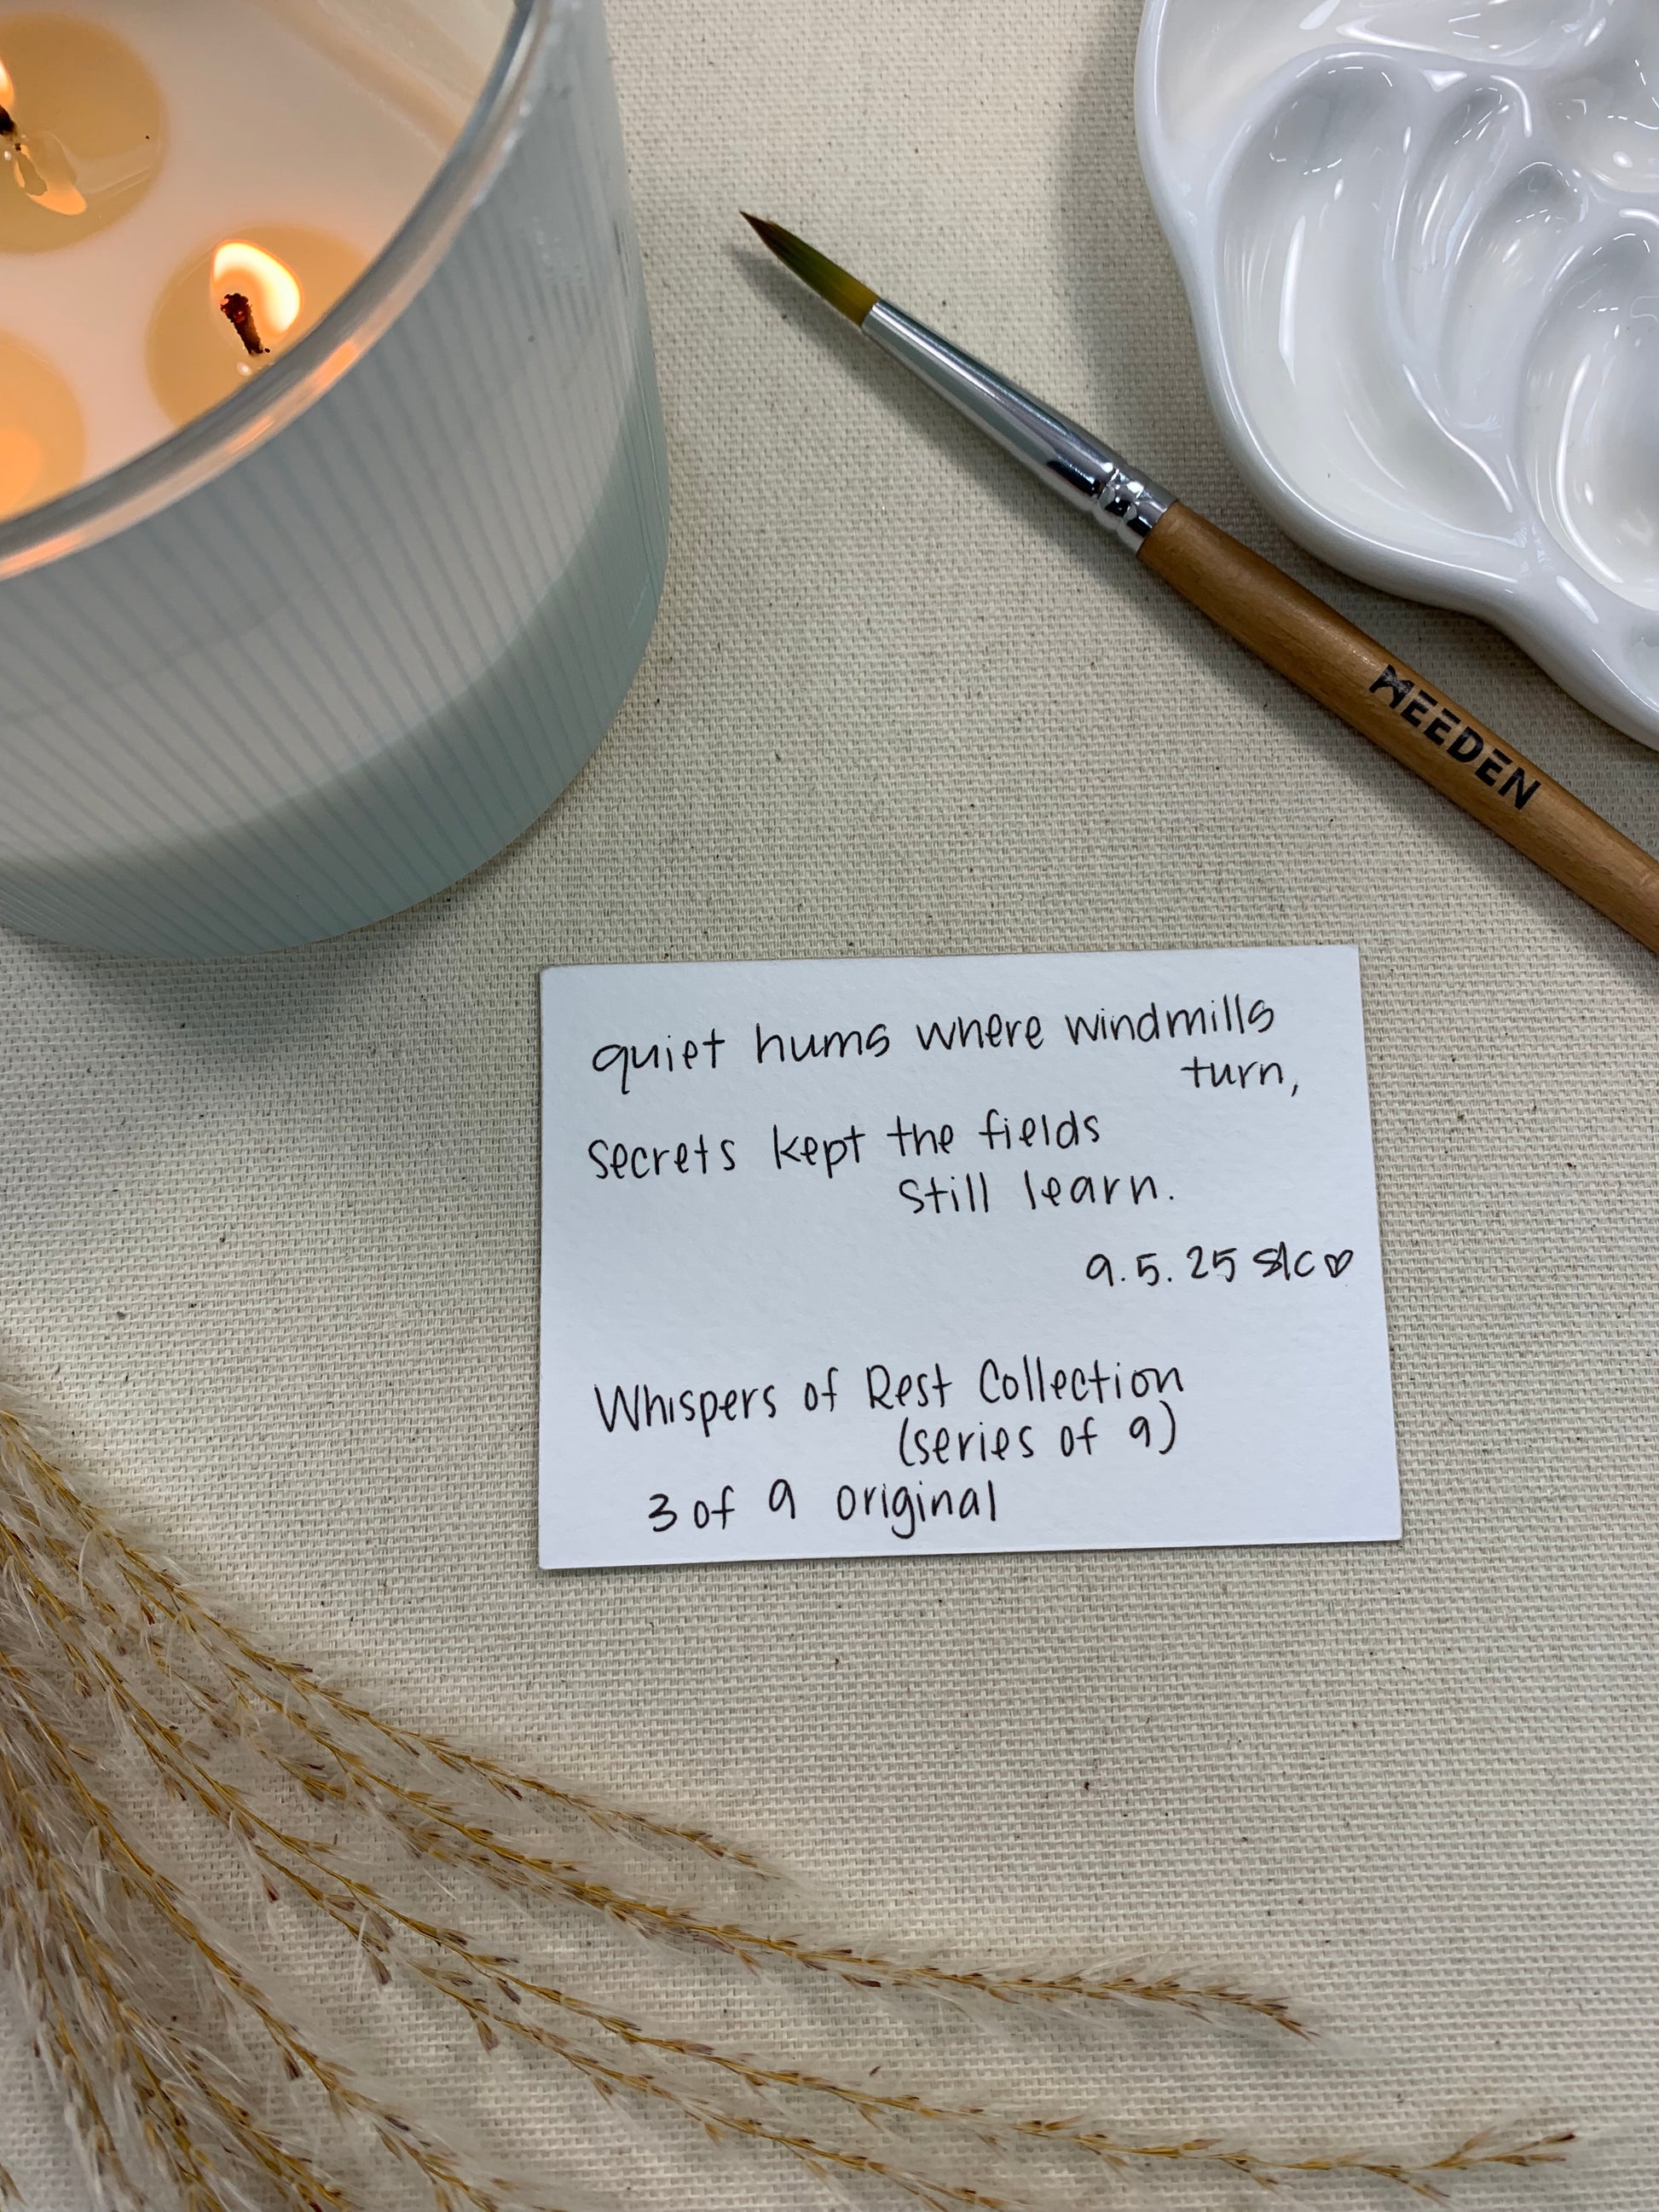 MEEDEN
quiet hums where windmills
turn,
secrets kept the fields
still learn.
9.5.25 slc♡
Whispers of Rest Collection
(series of 9)
3 of 9 original